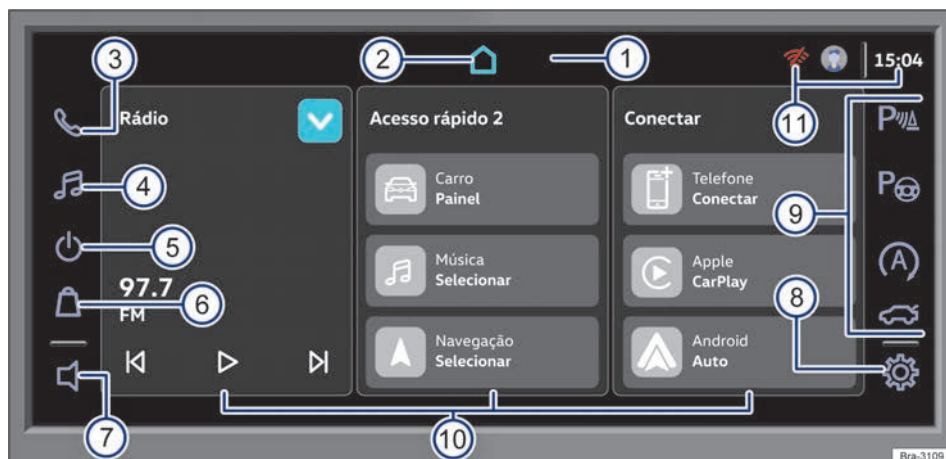 1
2
3
15:04
11
Rádio
Acesso rápido 2
Conectar
P
4
Carro
Painel
Telefone
Conectar
P
9
5
Música
Selecionar
Apple
CarPlay
(A)
97.7
FM
6
8
Navegação
Selecionar
Android
Auto
7
10
Bra-3109